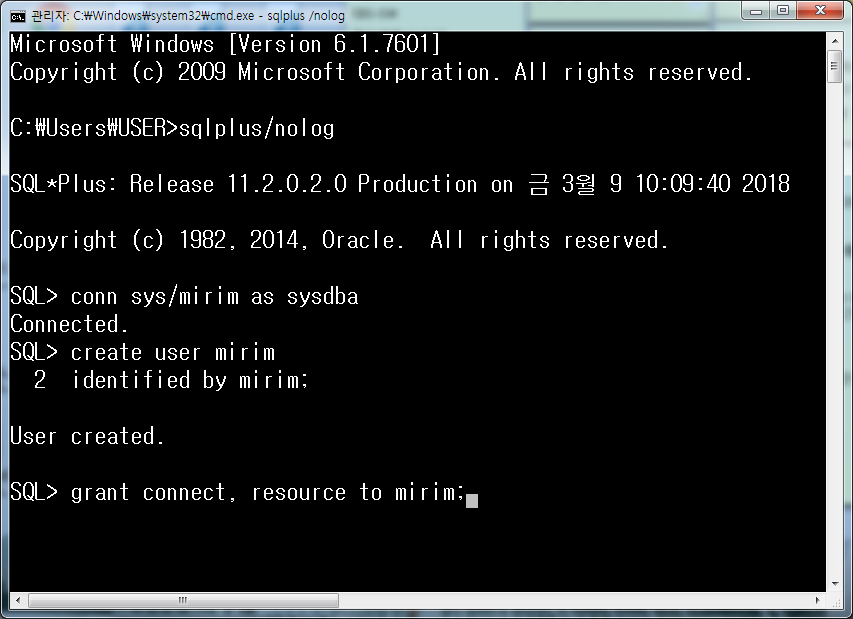 관리자: C:₩Windows₩system32₩cmd.exe - sqlplus /nolog
Microsoft Windows [Version 6.1.7601]
Copyright (c) 2009 Microsoft Corporation. All rights reserved.
C:₩Users₩USER>sqlplus/nolog
SQL*Plus: Release 11.2.0.2.0 Production on 금 3월 9 10:09:40 2018
Copyright (c) 1982, 2014, Oracle.  All rights reserved.
SQL> conn sys/mirim as sysdba
Connected.
SQL> create user mirim
  2  identified by mirim;
User created.
SQL> grant connect, resource to mirim;